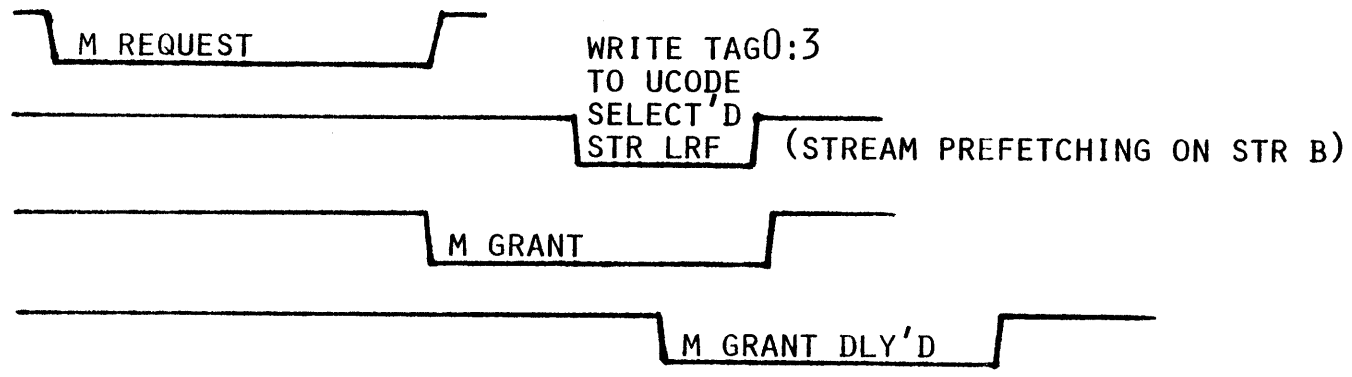 M REQUEST
WRITE TAG0:3
TO UCODE
SELECT'D
STR LRF
(STREAM PREFETCHING ON STR B)
M GRANT
M GRANT DLY'D